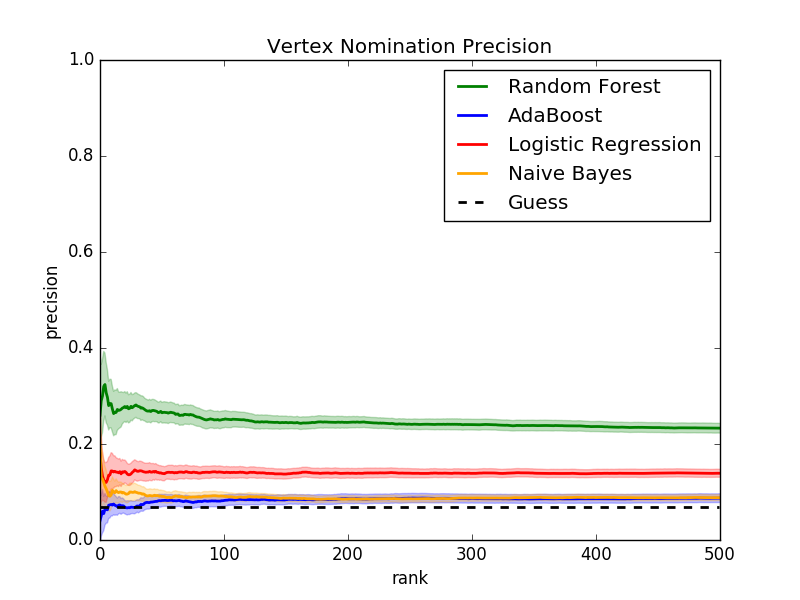 Vertex Nomination Precision
1.0
0.8
0.6
0.4
0.2
0.0
precision
Random Forest
AdaBoost
Logistic Regression
Naive Bayes
Guess
0
100
200
300
400
500
rank